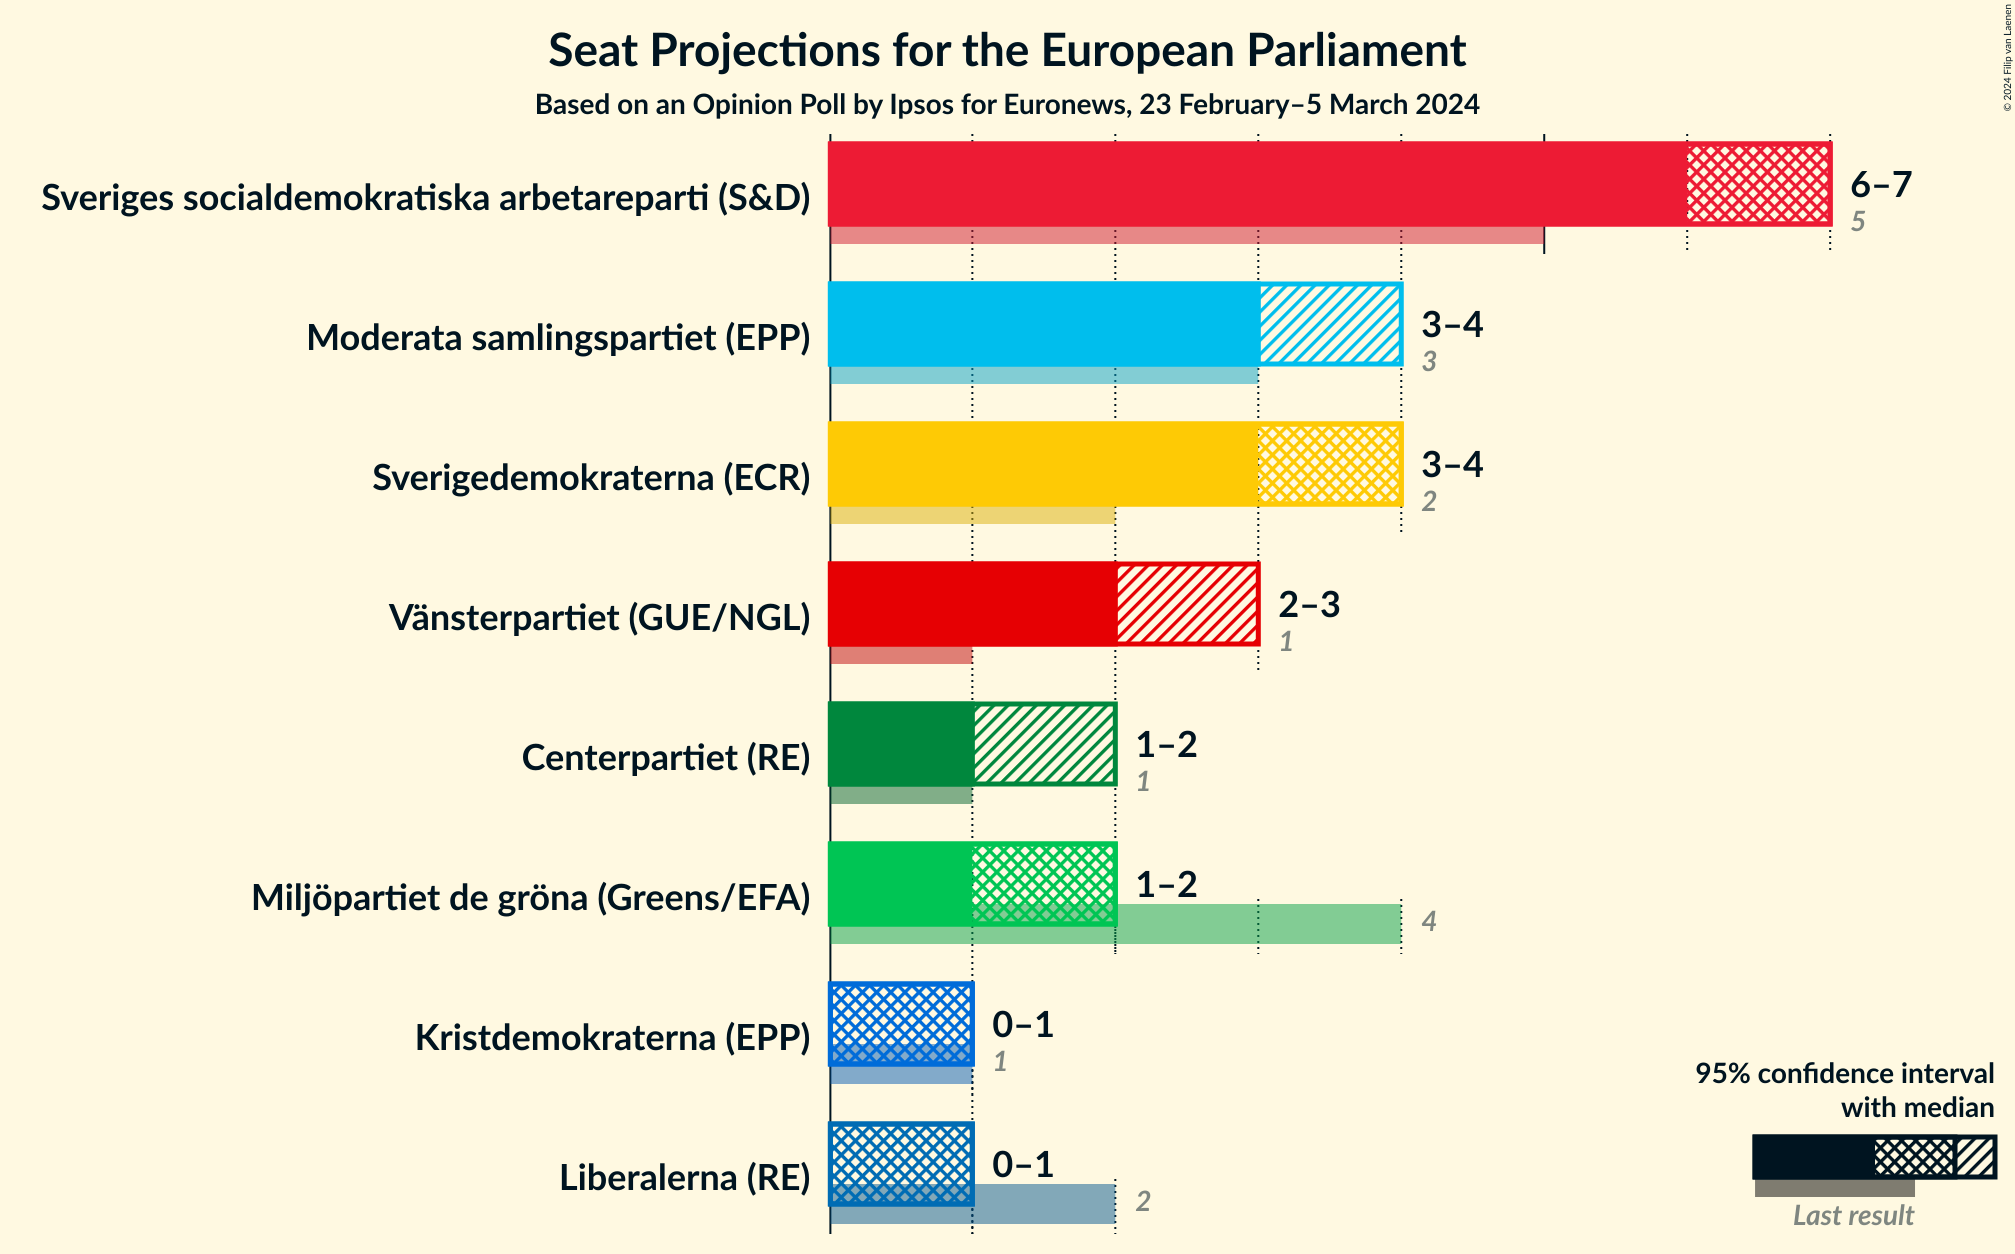 Seat Projections for the European Parliament
Based on an Opinion Poll by Ipsos for Euronews, 23 February–5 March 2024
© 2024 Filip van Laenen
Sveriges socialdemokratiska arbetareparti (S&D)
6–7
5
Moderata samlingspartiet (EPP)
3–4
3
Sverigedemokraterna (ECR)
3–4
2
Vänsterpartiet (GUE/NGL)
2–3
1
Centerpartiet (RE)
1–2
1
Miljöpartiet de gröna (Greens/EFA)
1–2
4
Kristdemokraterna (EPP)
0–1
1
Liberalerna (RE)
0–1
2
95% confidence interval
with median
Last result